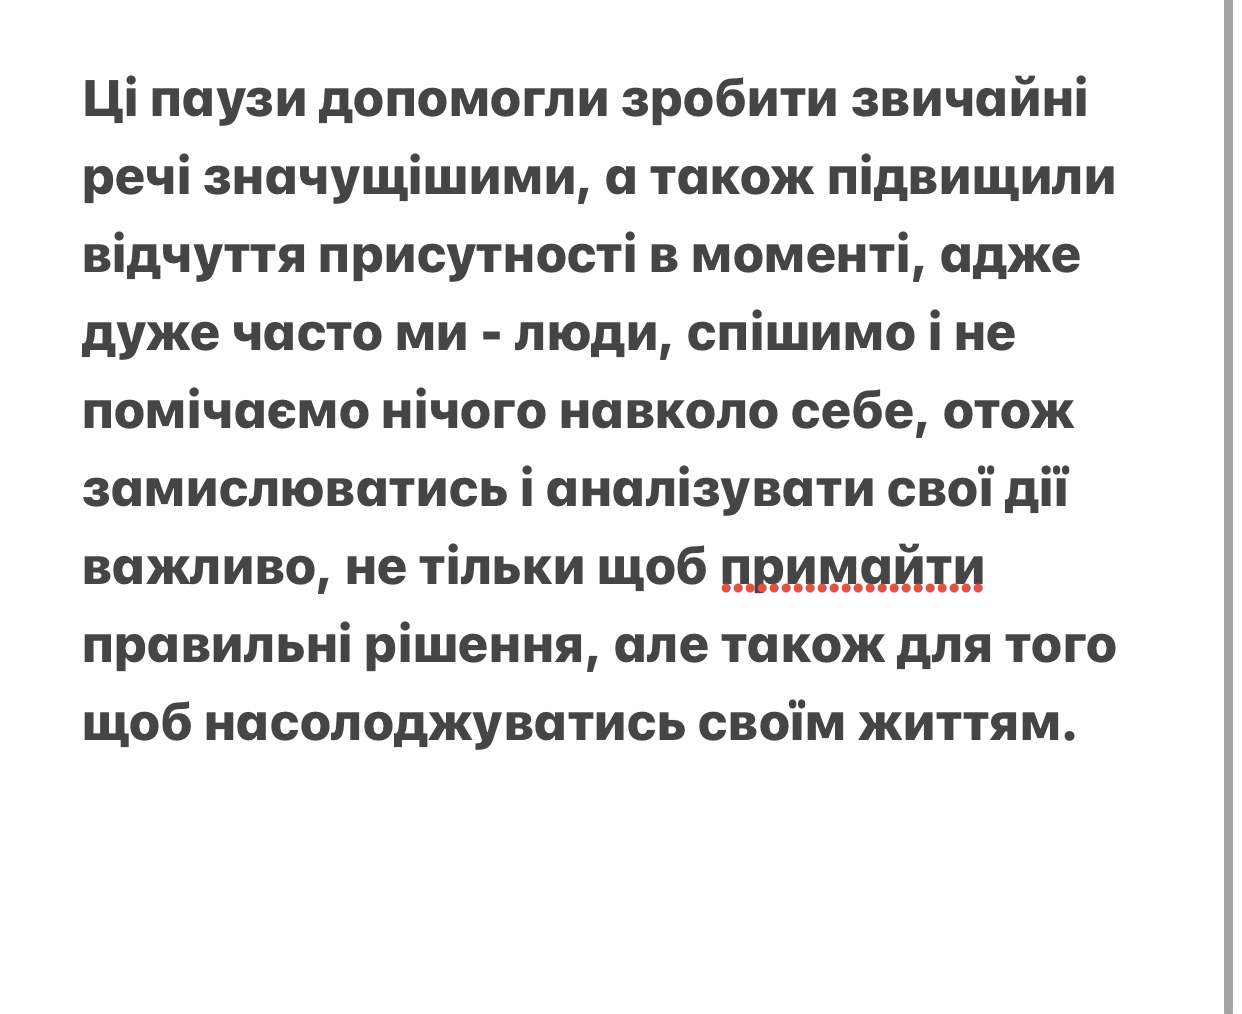 Ці паузи допомогли зробити звичайні
речі значущішими, а також підвищили
відчуття присутності в моменті, адже
дуже часто ми - люди, спішимо і не
помічаємо нічого навколо себе, отож
замислюватись і аналізувати свої дії
важливо, не тільки щоб примайти
правильні рішення, але також для того
щоб насолоджуватись своїм життям.